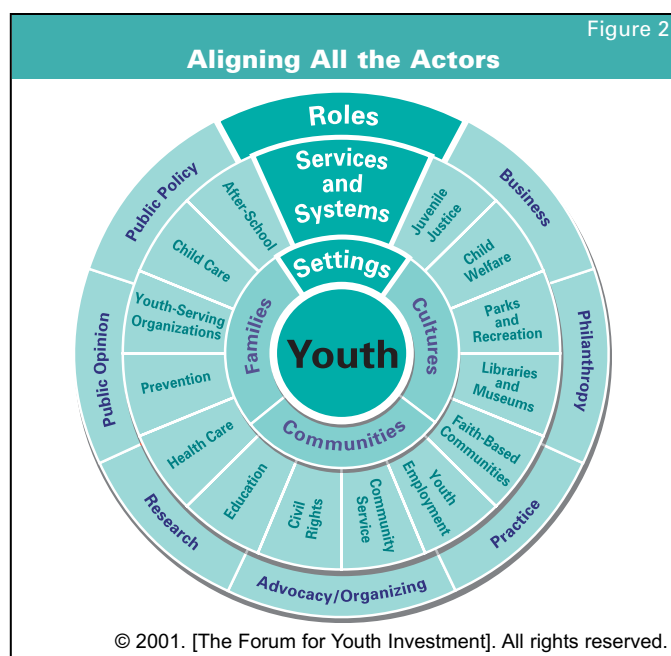 Figure 2
Aligning All the Actors
Roles
Services
and
Systems
Settings
Youth
Families
Cultures
Communities
After-School
Child Care
Youth-Serving
Organizations
Prevention
Health Care
Education
Civil
Rights
Community
Service
Youth
Employment
Faith-Based
Communities
Libraries
and
Museums
Parks
and
Recreation
Child
Welfare
Juvenile
Justice
Public Policy
Public Opinion
Research
Advocacy/Organizing
Practice
Philanthropy
Business
© 2001. [The Forum for Youth Investment]. All rights reserved.